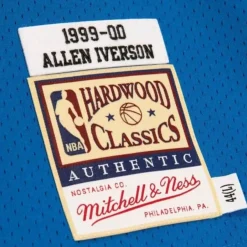 1999-00
ALLEN IVERSON
HARDWOOD
CLASSICS
NBA
AUTHENTIC
NOSTALGIA CO.
Mitchell & Ness
PHILADELPHIA, PA.
44(L)